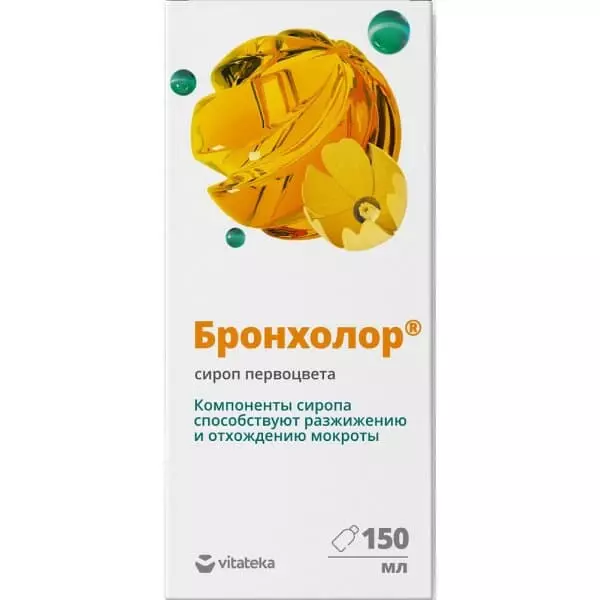 Бронхолор®
сироп первоцвета
Компоненты сиропа
способствуют разжижению
и отхождению мокроты
150
мл
vitateka